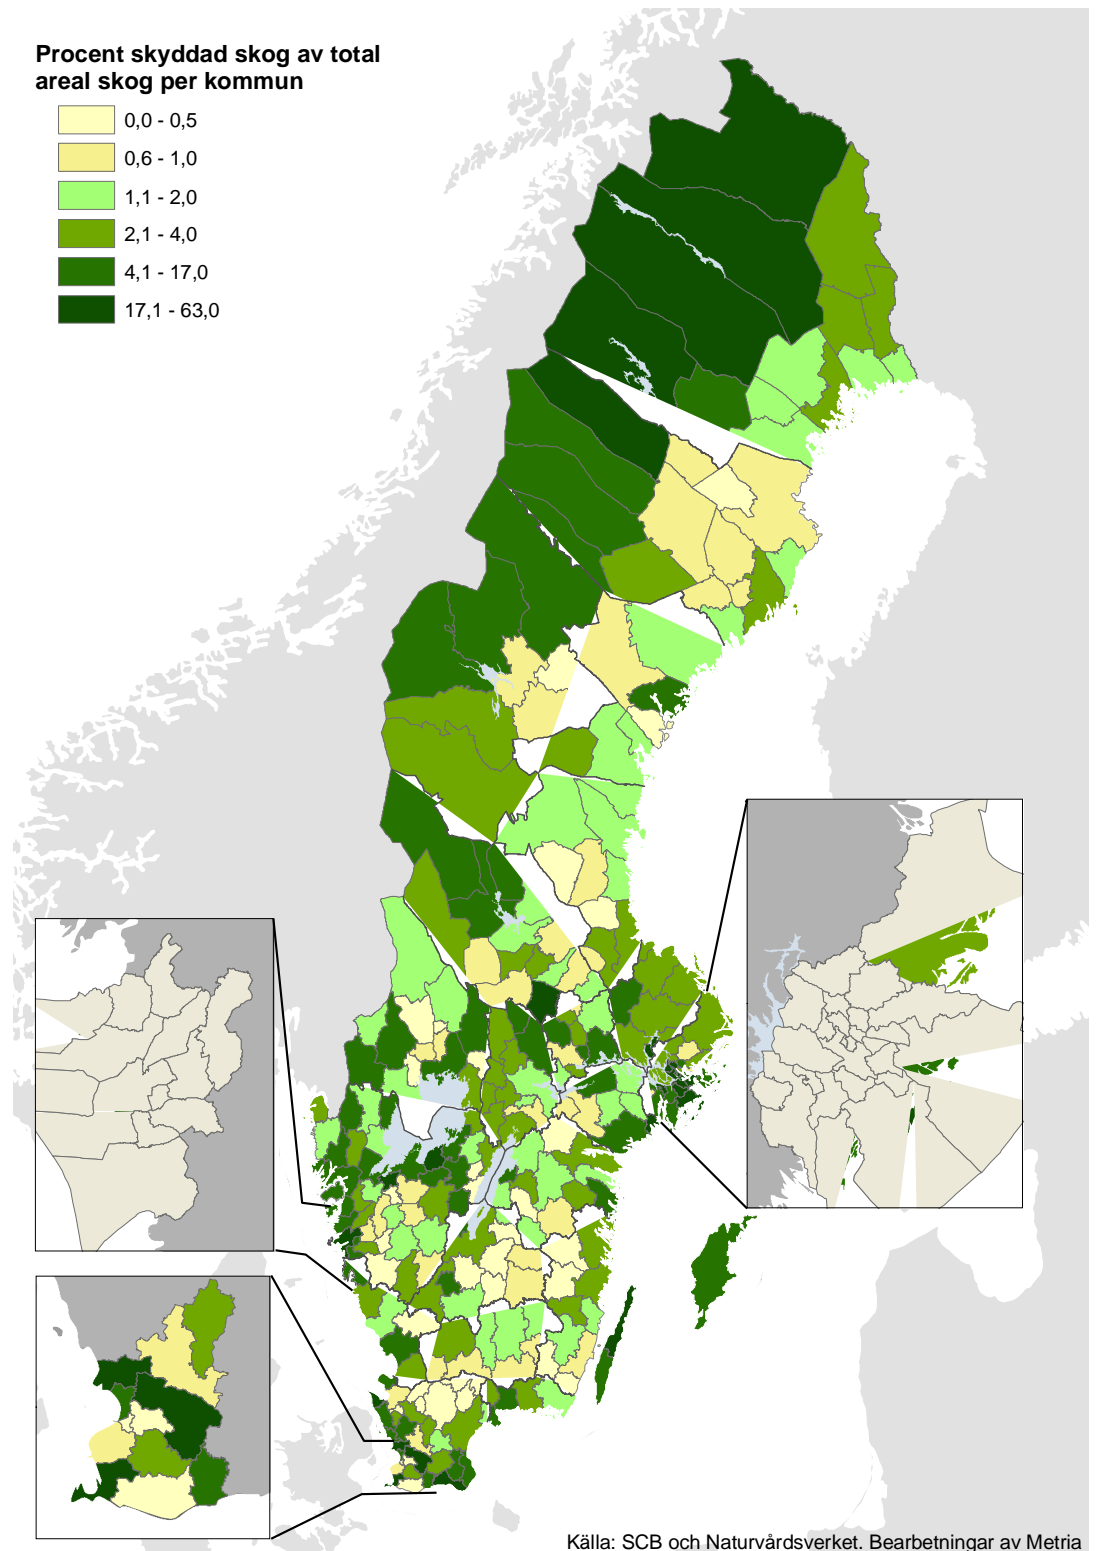 Procent skyddad skog av total
areal skog per kommun
0,0 - 0,5
0,6 - 1,0
1,1 - 2,0
2,1 - 4,0
4,1 - 17,0
17,1 - 63,0
Källa: SCB och Naturvårdsverket. Bearbetningar av Metria